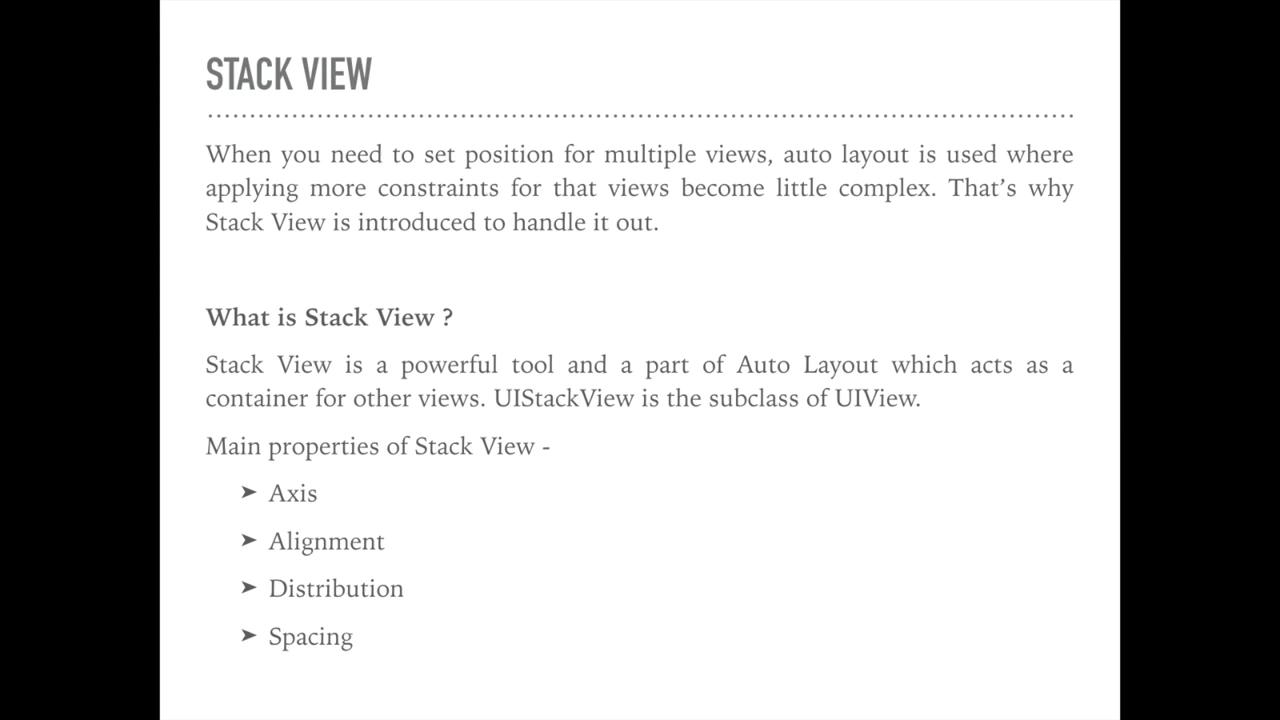 STACK VIEW
When you need to set position for multiple views, auto layout is used where
applying more constraints for that views become little complex. That’s why
Stack View is introduced to handle it out.
What is Stack View ?
Stack View is a powerful tool and a part of Auto Layout which acts as a
container for other views. UIStackView is the subclass of UIView.
Main properties of Stack View -
➤ Axis
➤ Alignment
➤ Distribution
➤ Spacing